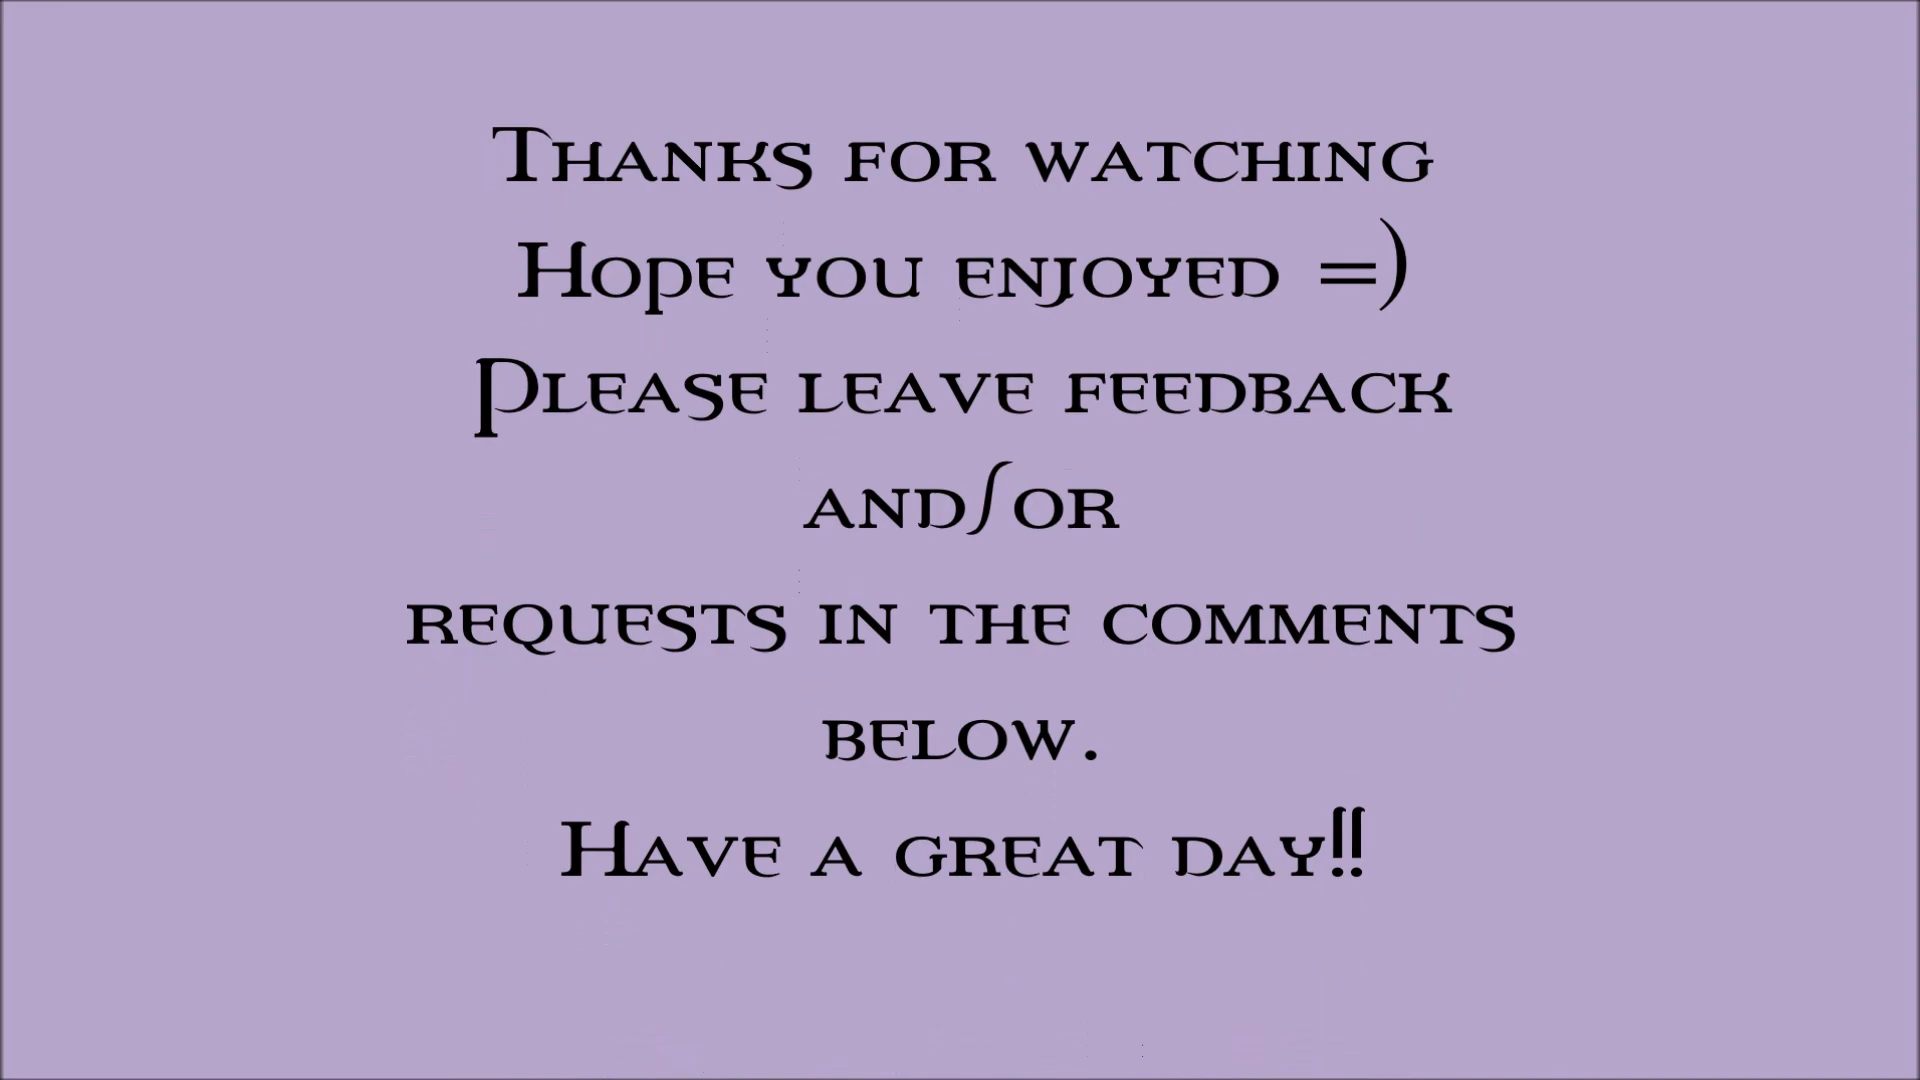 Thanks for watching
Hope you enjoyed =)
Please leave feedback
and/or
requests in the comments
below.
Have a great day!!